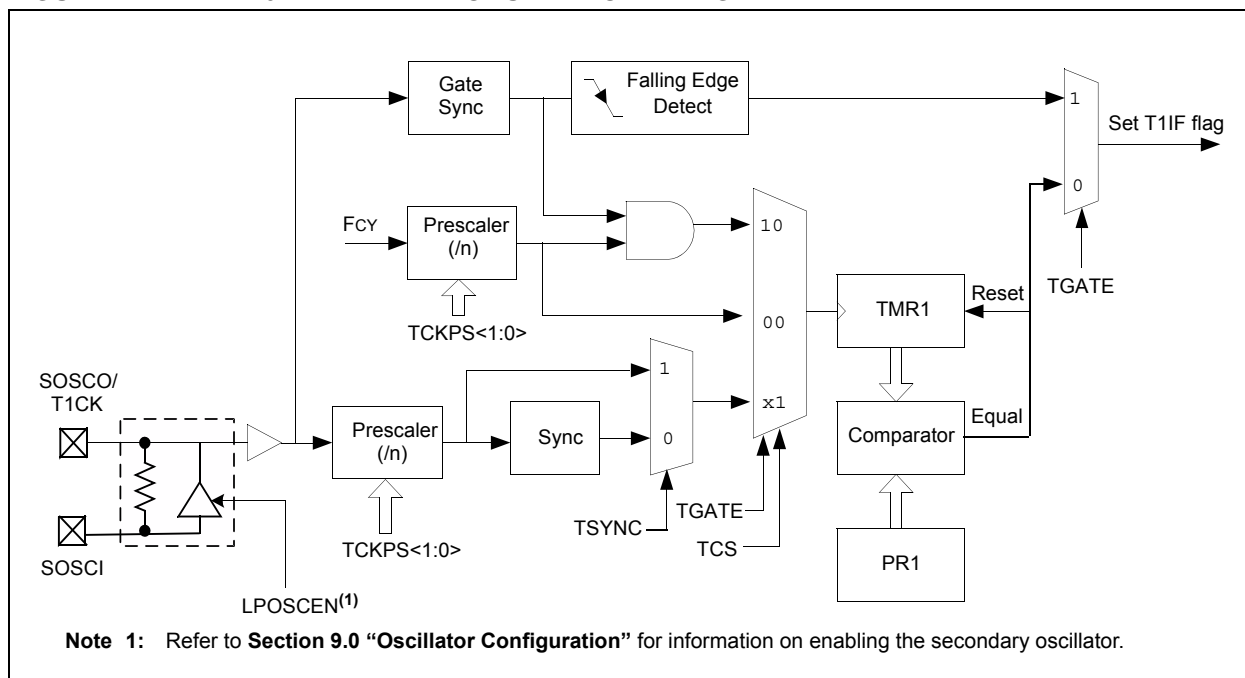 Gate
Sync
Falling Edge
Detect
1
Set T1IF flag
0
FCY
Prescaler
(/n)
10
TGATE
TCKPS<1:0>
00
TMR1
Reset
SOSCO/
T1CK
1
x1
Prescaler
(/n)
Sync
0
Comparator
Equal
TGATE
TSYNC
TCS
SOSCI
TCKPS<1:0>
PR1
LPOSCEN(1)
Note 1: Refer to Section 9.0 “Oscillator Configuration” for information on enabling the secondary oscillator.